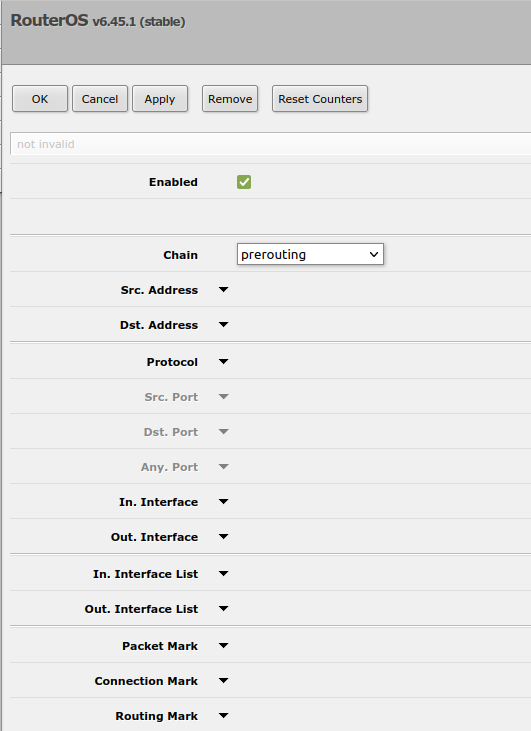 RouterOS v6.45.1 (stable)
OK Cancel Apply Remove Reset Counters
not invalid
Enabled
Chain prerouting
Src. Address
Dst. Address
Protocol
Src. Port
Dst. Port
Any. Port
In. Interface
Out. Interface
In. Interface List
Out. Interface List
Packet Mark
Connection Mark
Routing Mark